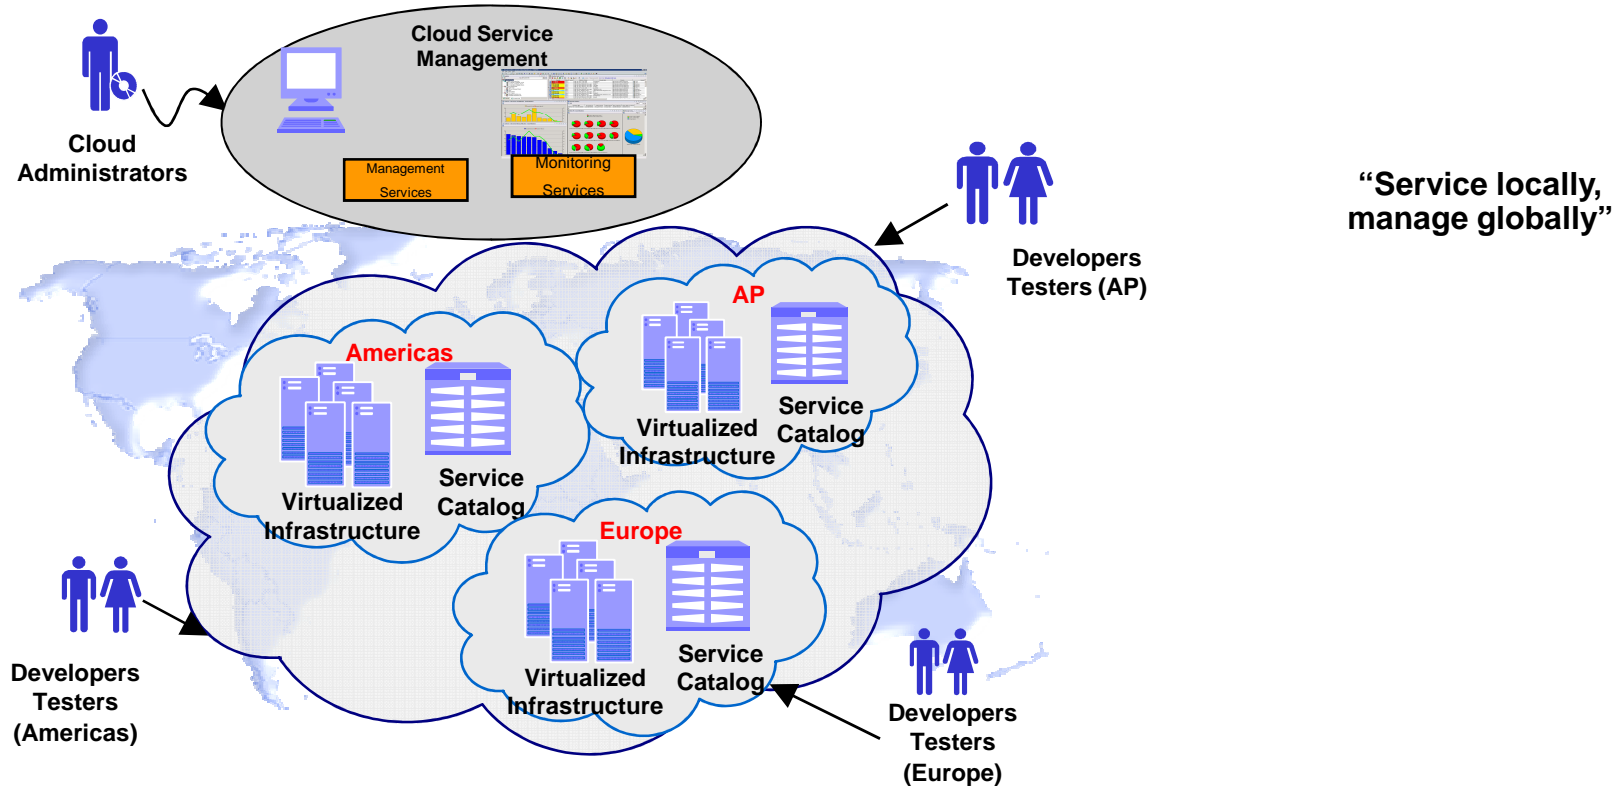 Cloud Service
Management
Management
Services
Monitoring
Services
Cloud
Administrators
“Service locally,
manage globally”
Developers
Testers (AP)
AP
Virtualized
Infrastructure
Service
Catalog
Americas
Virtualized
Infrastructure
Service
Catalog
Europe
Virtualized
Infrastructure
Service
Catalog
Developers
Testers
(Americas)
Developers
Testers
(Europe)